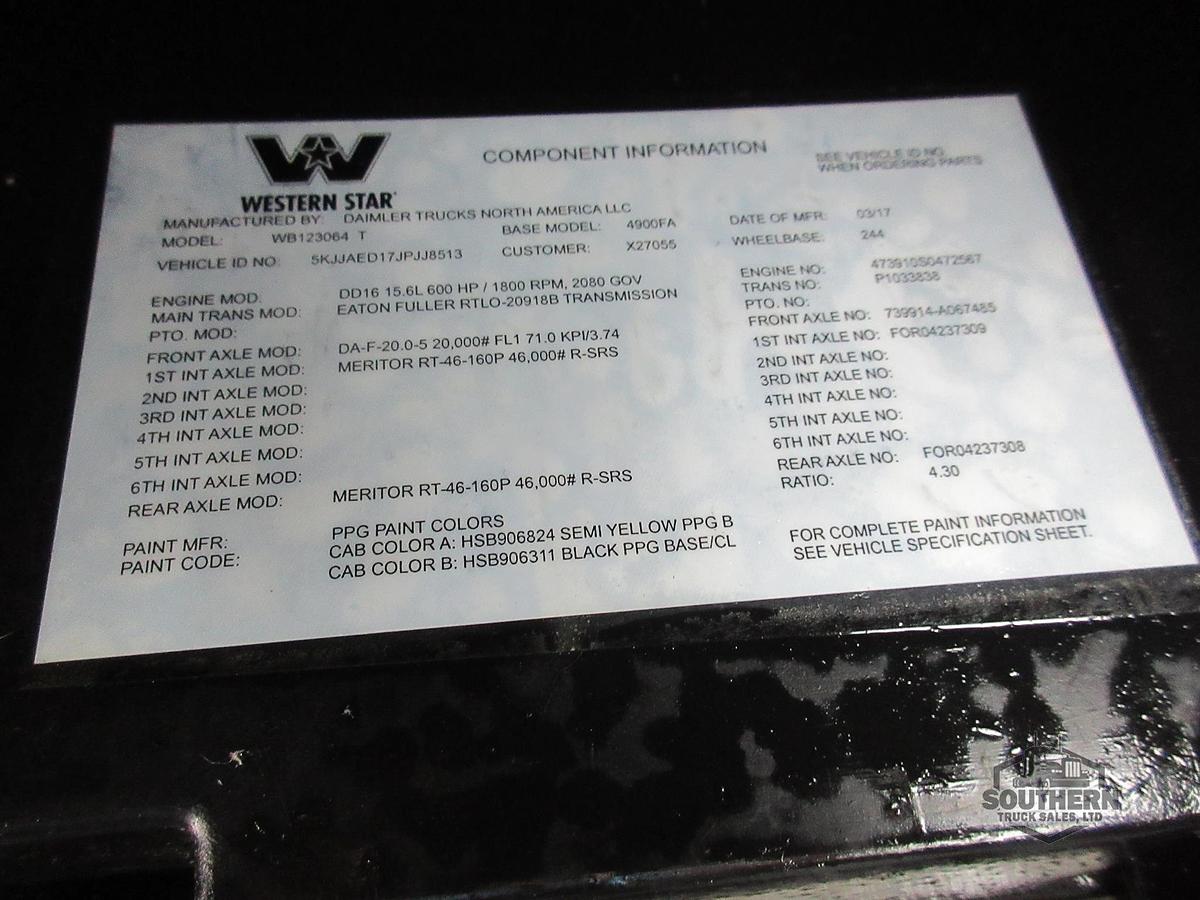 COMPONENT INFORMATION
SEE VEHICLE ID NO.
WHEN ORDERING PARTS
WESTERN STAR
MANUFACTURED BY: DAIMLER TRUCKS NORTH AMERICA LLC
MODEL: WB123064 T BASE MODEL: 4900FA DATE OF MFR: 03/17
VEHICLE ID NO: 5KJJAED17JPJJ8513 CUSTOMER: X27055 WHEELBASE: 244
ENGINE MOD: DD16 15.6L 600 HP / 1800 RPM, 2080 GOV ENGINE NO: 473910S0472567
MAIN TRANS MOD: EATON FULLER RTLO-20918B TRANSMISSION TRANS NO: P1033838
PTO. MOD: PTO. NO:
FRONT AXLE MOD: DA-F-20.0-5 20,000# FL1 71.0 KPI/3.74 FRONT AXLE NO: 739914-A067485
1ST INT AXLE MOD: MERITOR RT-46-160P 46,000# R-SRS 1ST INT AXLE NO: FOR04237309
2ND INT AXLE MOD: 2ND INT AXLE NO:
3RD INT AXLE MOD: 3RD INT AXLE NO:
4TH INT AXLE MOD: 4TH INT AXLE NO:
5TH INT AXLE MOD: 5TH INT AXLE NO:
6TH INT AXLE MOD: 6TH INT AXLE NO:
REAR AXLE MOD: MERITOR RT-46-160P 46,000# R-SRS REAR AXLE NO: FOR04237308
RATIO: 4.30
PAINT MFR: PPG PAINT COLORS
PAINT CODE: CAB COLOR A: HSB906824 SEMI YELLOW PPG B FOR COMPLETE PAINT INFORMATION
CAB COLOR B: HSB906311 BLACK PPG BASE/CL SEE VEHICLE SPECIFICATION SHEET.
SOUTHERN
TRUCK SALES, LTD